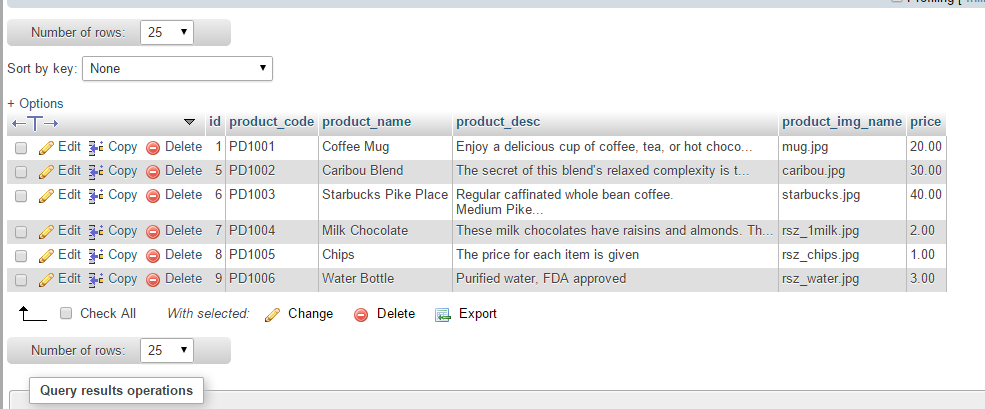 Profiling [
Number of rows: 25
Sort by key: None
+ Options
id product_code product_name product_desc product_img_name price
Edit Copy Delete 1 PD1001 Coffee Mug Enjoy a delicious cup of coffee, tea, or hot choco... mug.jpg 20.00
Edit Copy Delete 5 PD1002 Caribou Blend The secret of this blend's relaxed complexity is t... caribou.jpg 30.00
Edit Copy Delete 6 PD1003 Starbucks Pike Place Regular caffinated whole bean coffee. starbucks.jpg 40.00
Medium Pike...
Edit Copy Delete 7 PD1004 Milk Chocolate These milk chocolates have raisins and almonds. Th... rsz_1milk.jpg 2.00
Edit Copy Delete 8 PD1005 Chips The price for each item is given rsz_chips.jpg 1.00
Edit Copy Delete 9 PD1006 Water Bottle Purified water, FDA approved rsz_water.jpg 3.00
Check All With selected: Change Delete Export
Number of rows: 25
Query results operations